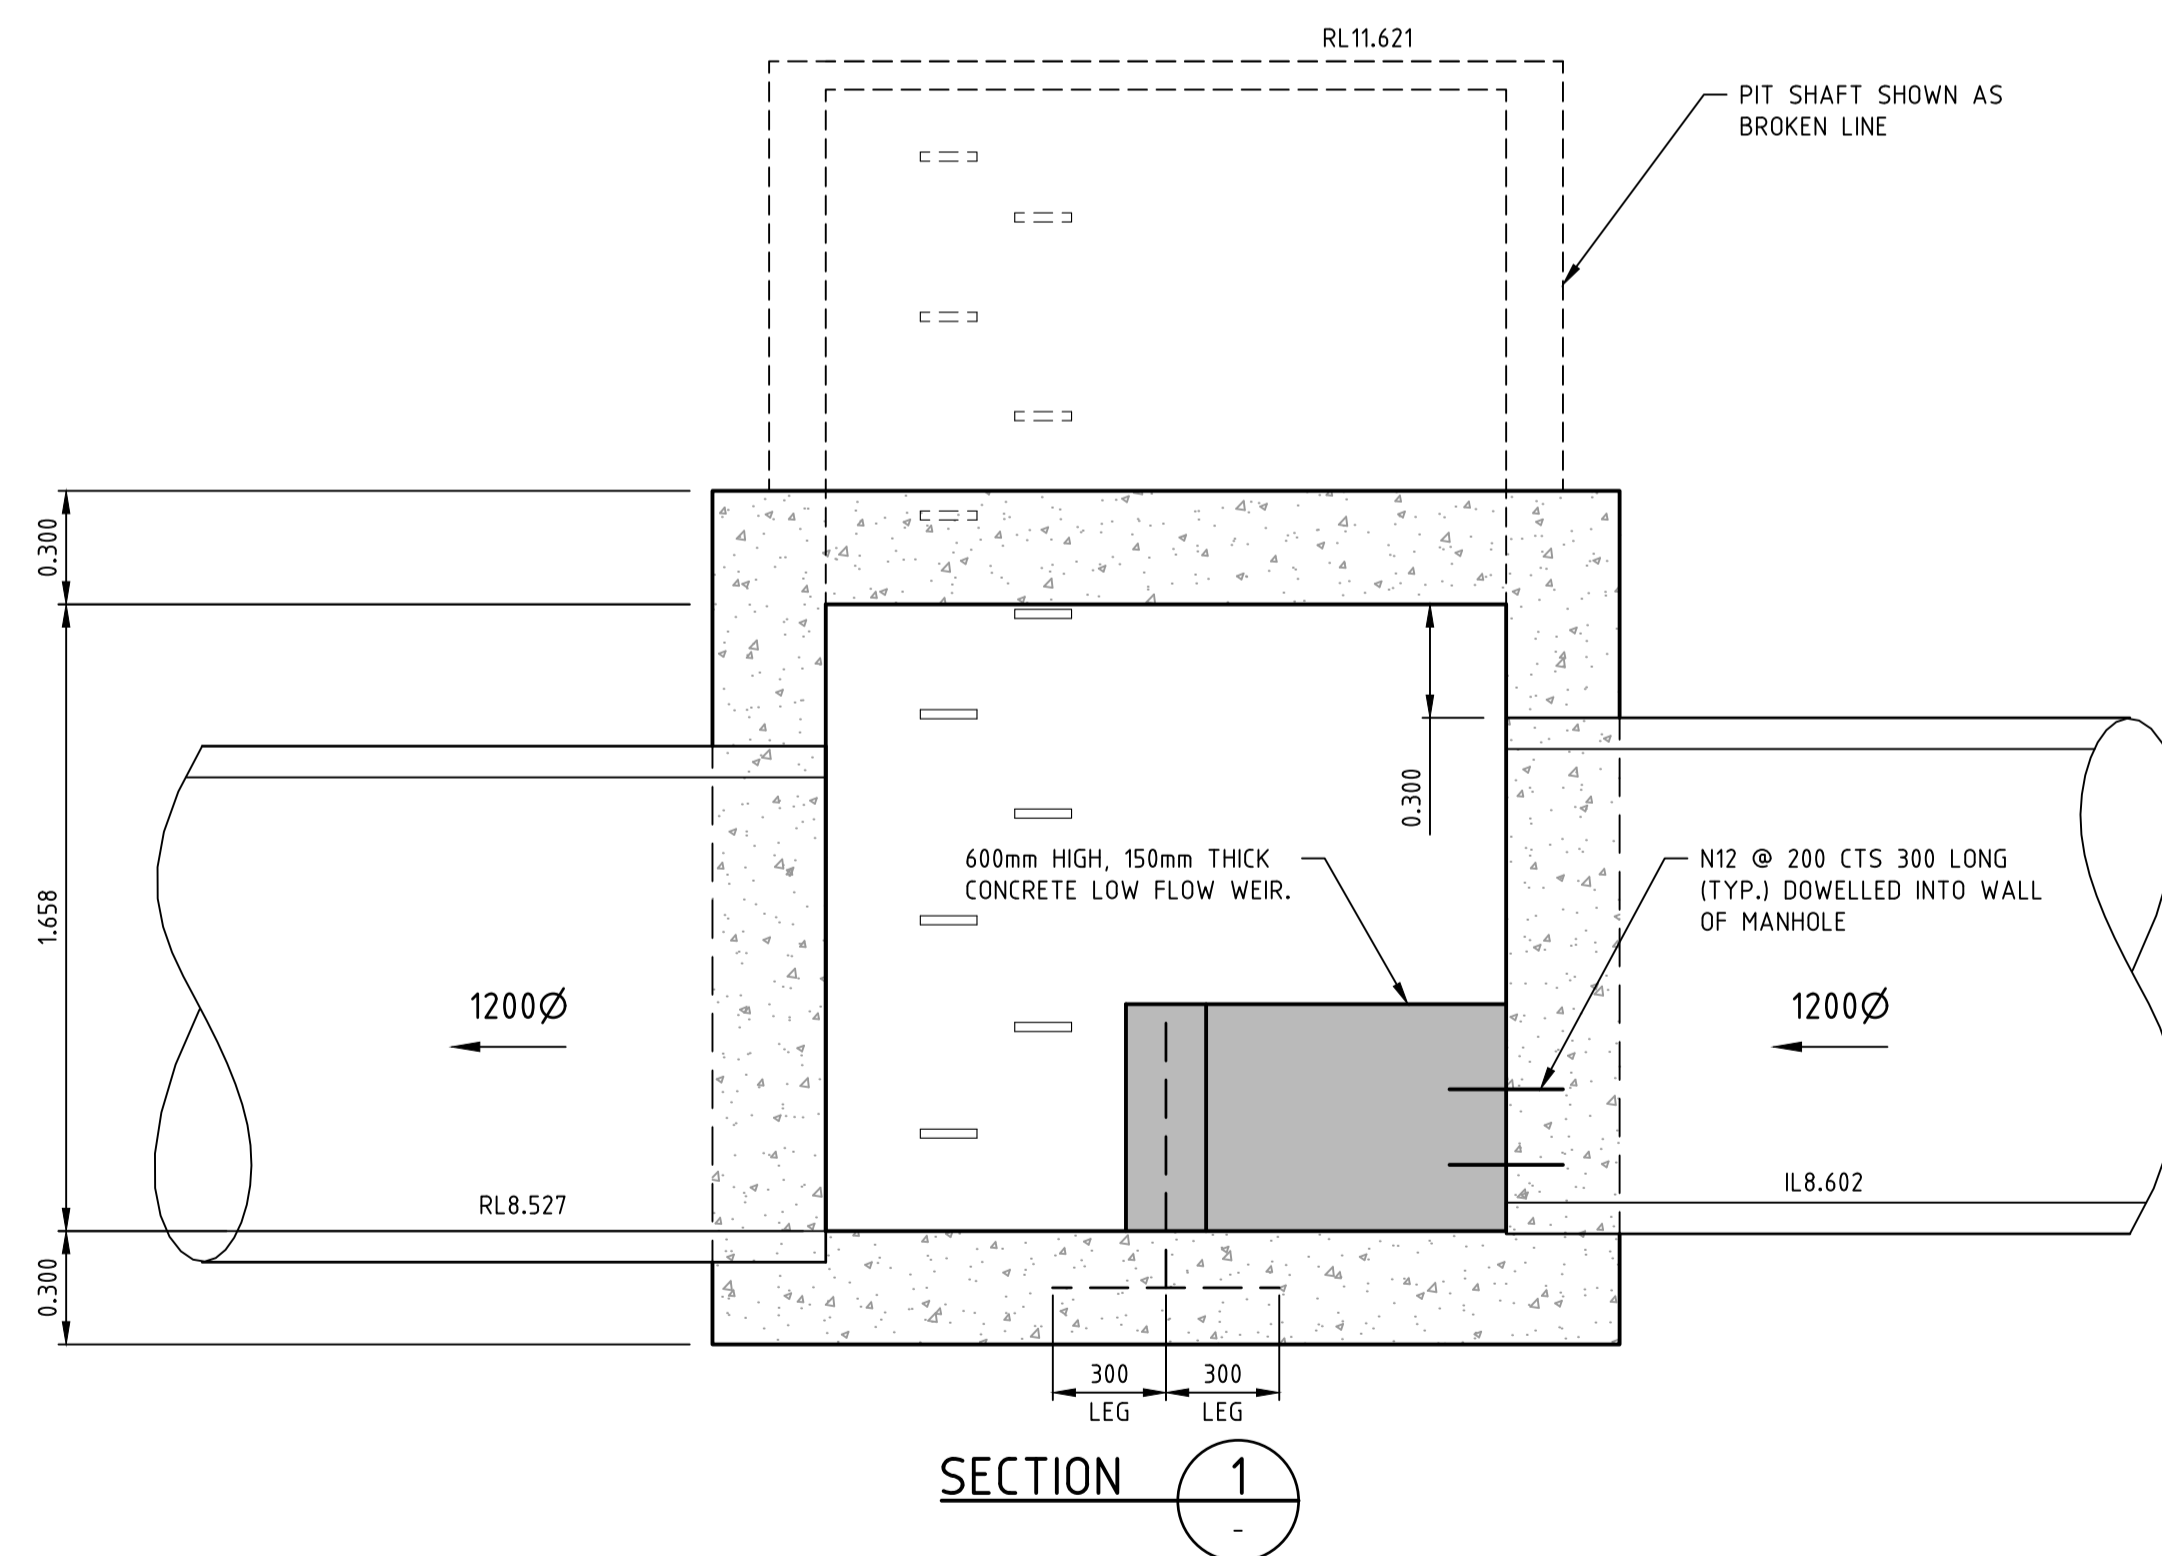 RL11.621
PIT SHAFT SHOWN AS
BROKEN LINE
0.300
1.658
0.300
0.300
600mm HIGH, 150mm THICK
CONCRETE LOW FLOW WEIR.
N12 @ 200 CTS 300 LONG
(TYP.) DOWELLED INTO WALL
OF MANHOLE
1200Ø
1200Ø
RL8.527
IL8.602
300
LEG
300
LEG
SECTION
1
-